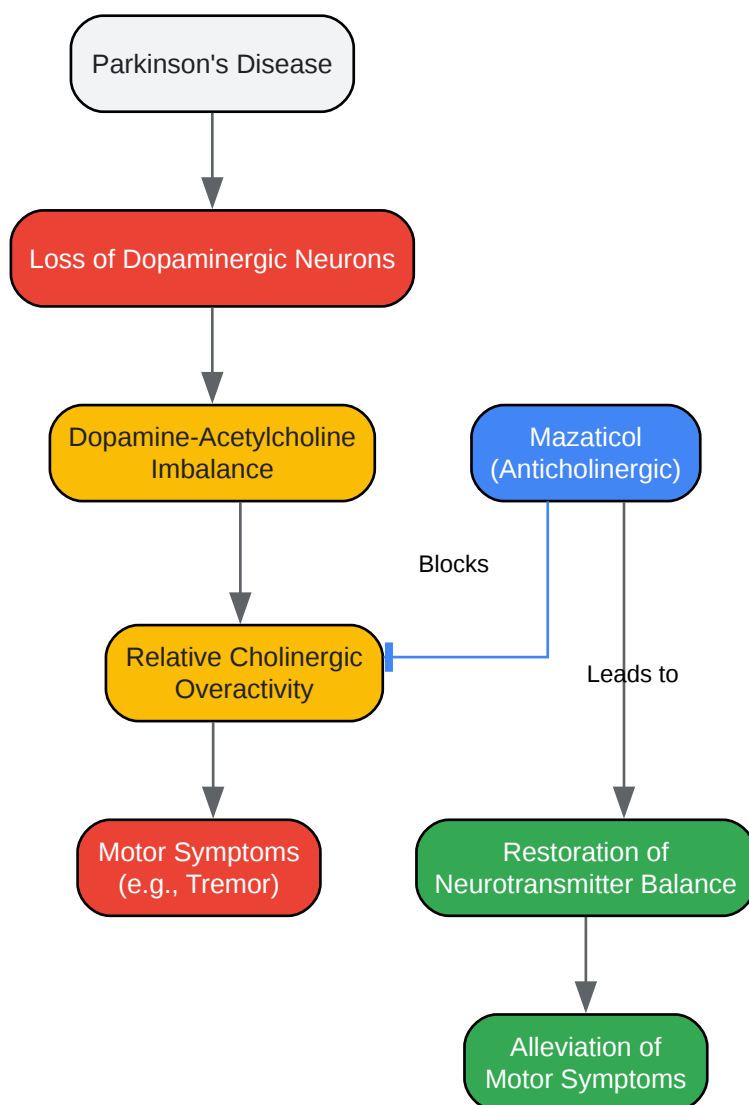 Parkinson's Disease
Loss of Dopaminergic Neurons
Dopamine-Acetylcholine
Imbalance
Mazaticol
(Anticholinergic)
Blocks
Relative Cholinergic
Overactivity
Leads to
Motor Symptoms
(e.g., Tremor)
Restoration of
Neurotransmitter Balance
Alleviation of
Motor Symptoms